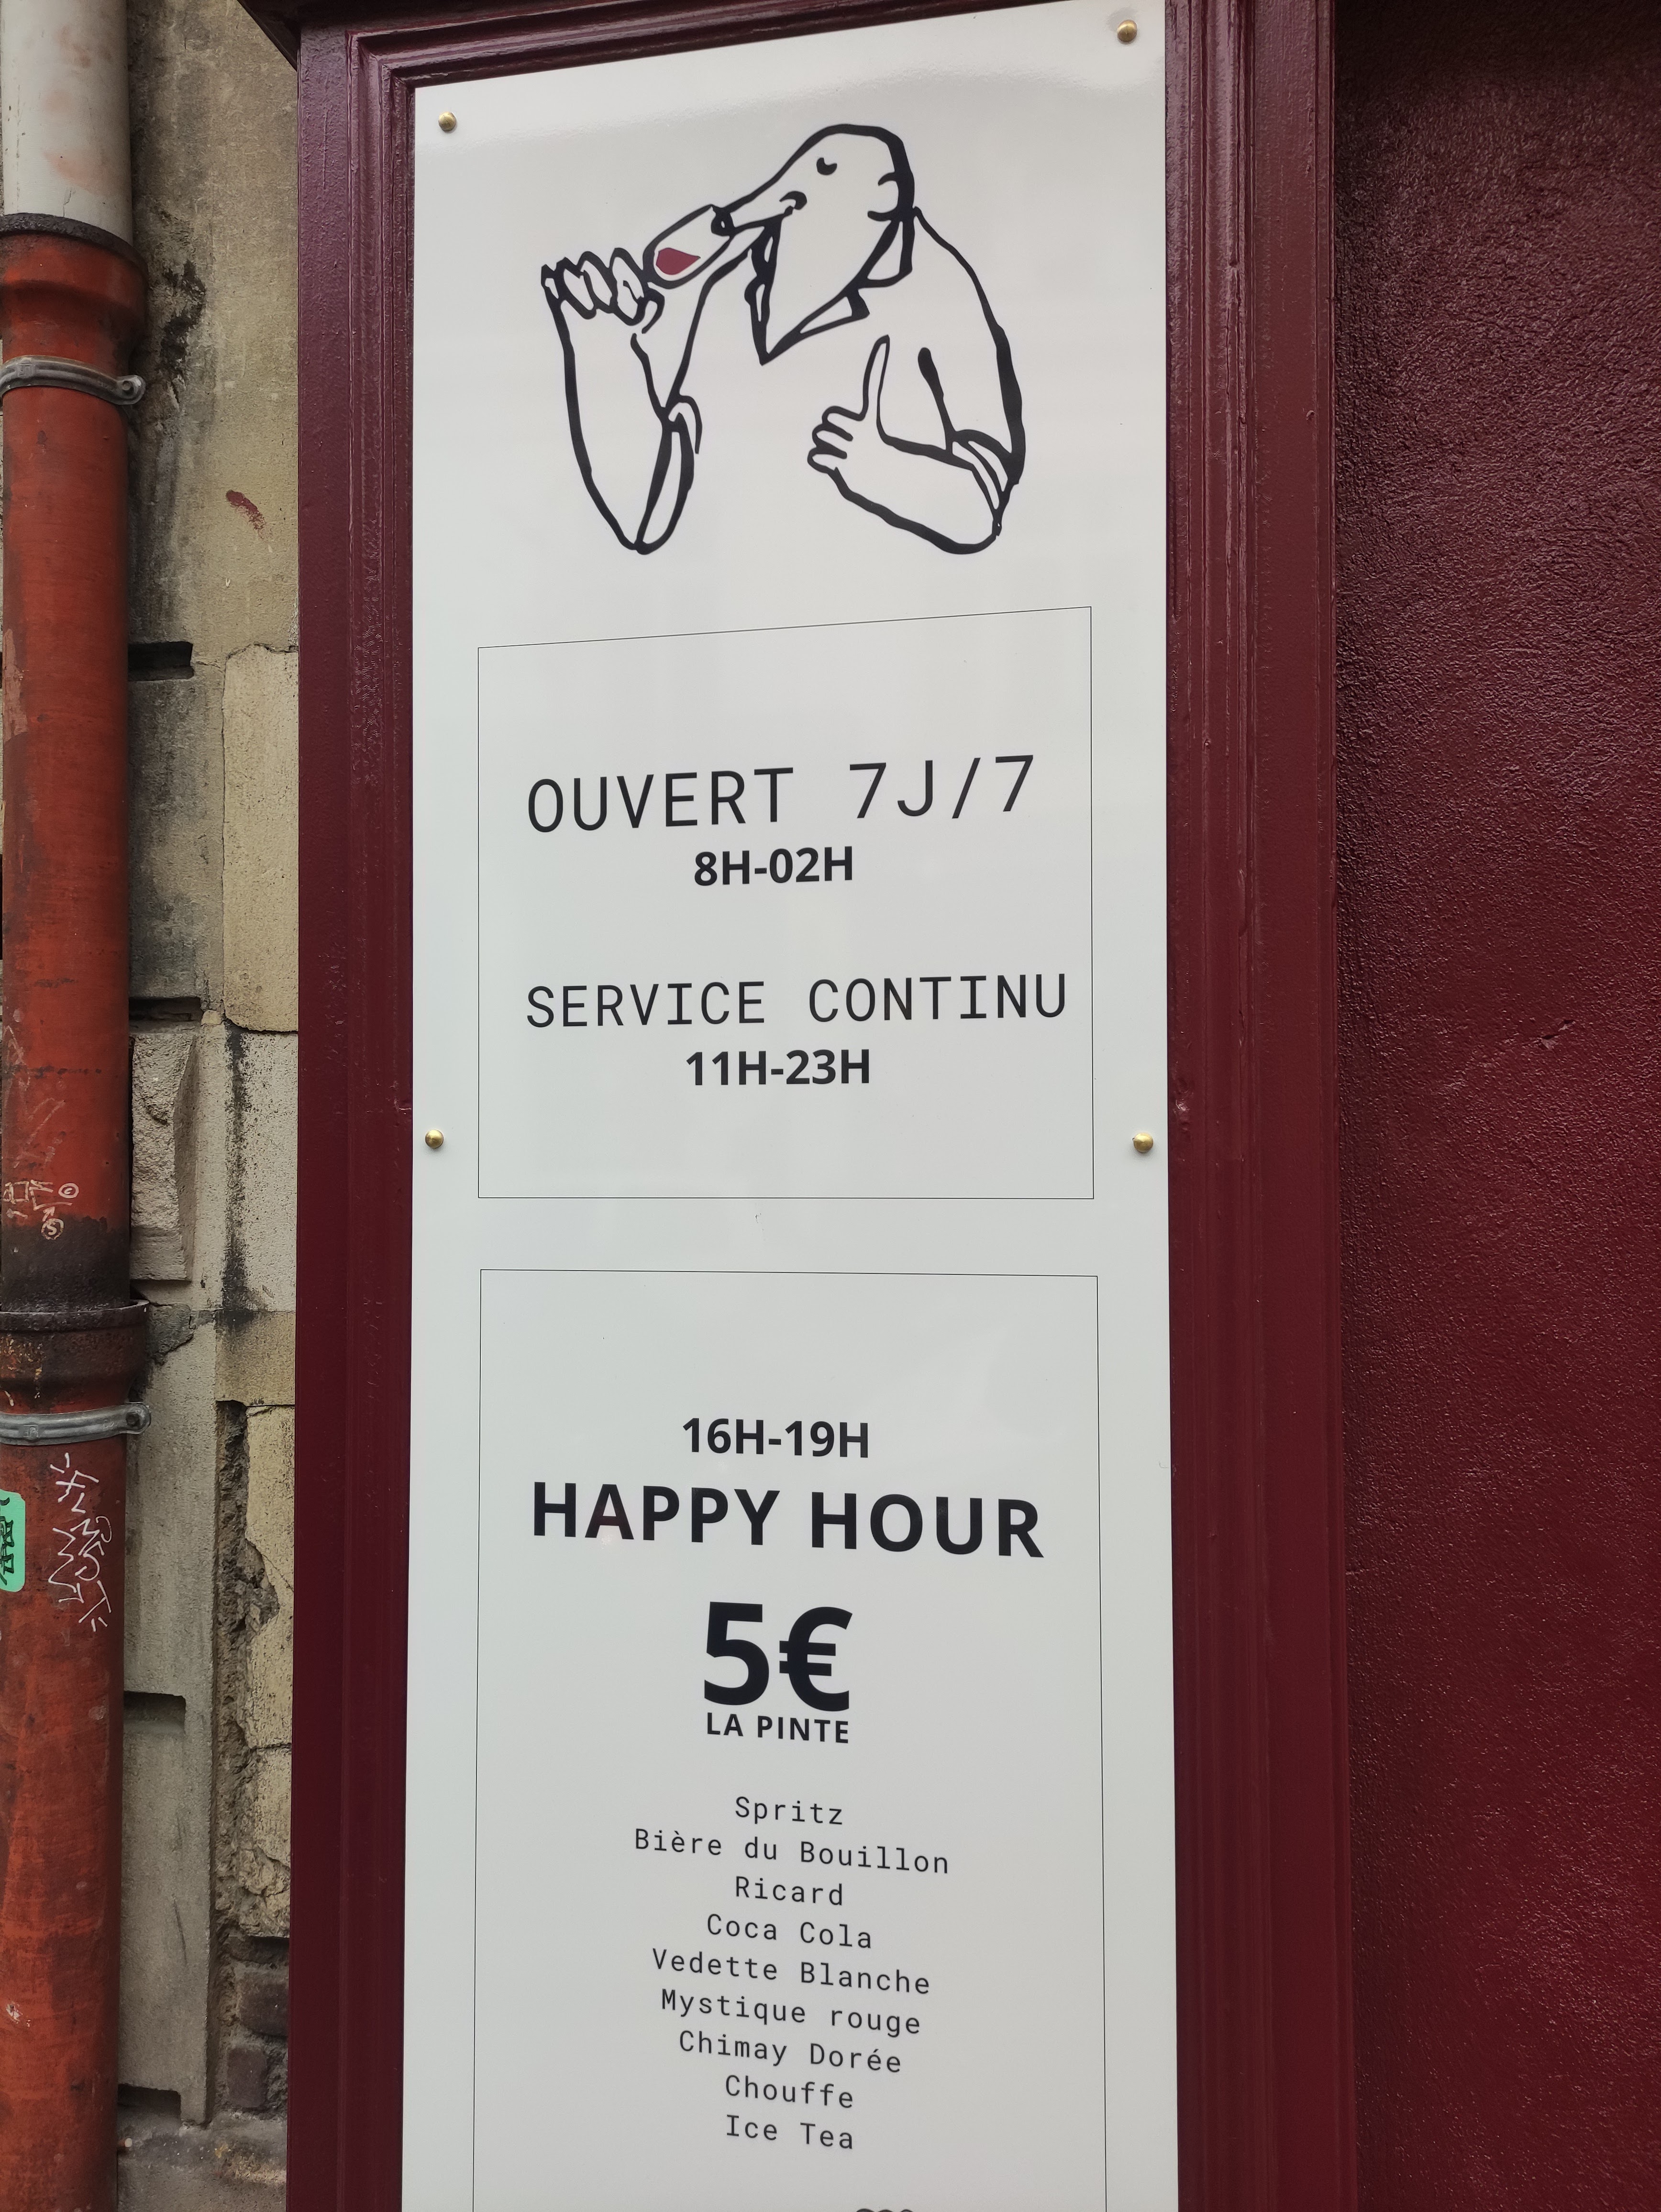 OUVERT 7J/7
8H-02H
SERVICE CONTINU
11H-23H
16H-19H
HAPPY HOUR
5€
LA PINTE
Spritz
Bière du Bouillon
Ricard
Coca Cola
Vedette Blanche
Mystique rouge
Chimay Dorée
Chouffe
Ice Tea